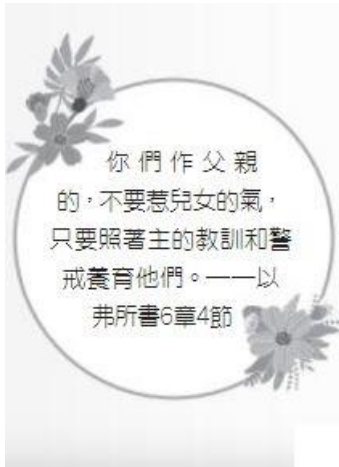 你們作父親
的，不要惹兒女的氣，
只要照著主的教訓和警
戒養育他們。——以
弗所書6章4節